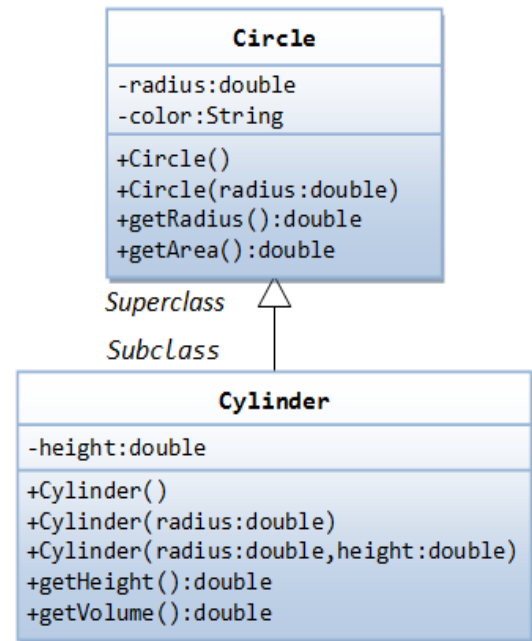 Circle
-radius:double
-color:String
+Circle()
+Circle(radius:double)
+getRadius():double
+getArea():double
Superclass
Subclass
Cylinder
-height:double
+Cylinder()
+Cylinder(radius:double)
+Cylinder(radius:double,height:double)
+getHeight():double
+getVolume():double